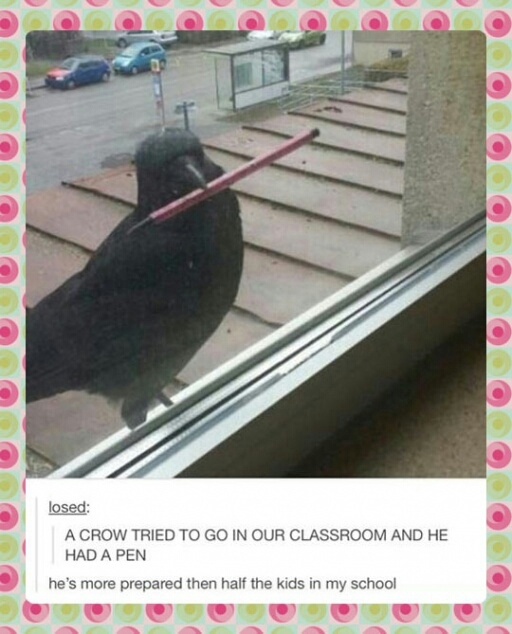 losed:
A CROW TRIED TO GO IN OUR CLASSROOM AND HE
HAD A PEN
he's more prepared then half the kids in my school